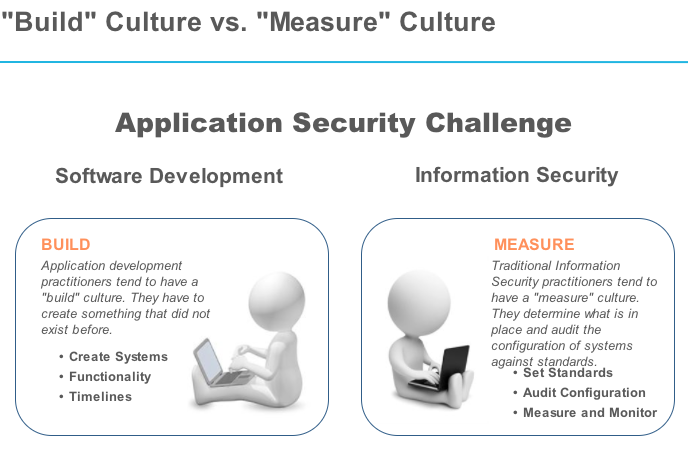 "Build" Culture vs. "Measure" Culture
Application Security Challenge
Software Development
Information Security
BUILD
Application development
practitioners tend to have a
"build" culture. They have to
create something that did not
exist before.
• Create Systems
• Functionality
• Timelines
MEASURE
Traditional Information
Security practitioners tend to
have a "measure" culture.
They determine what is in
place and audit the
configuration of systems
against standards.
• Set Standards
• Audit Configuration
• Measure and Monitor